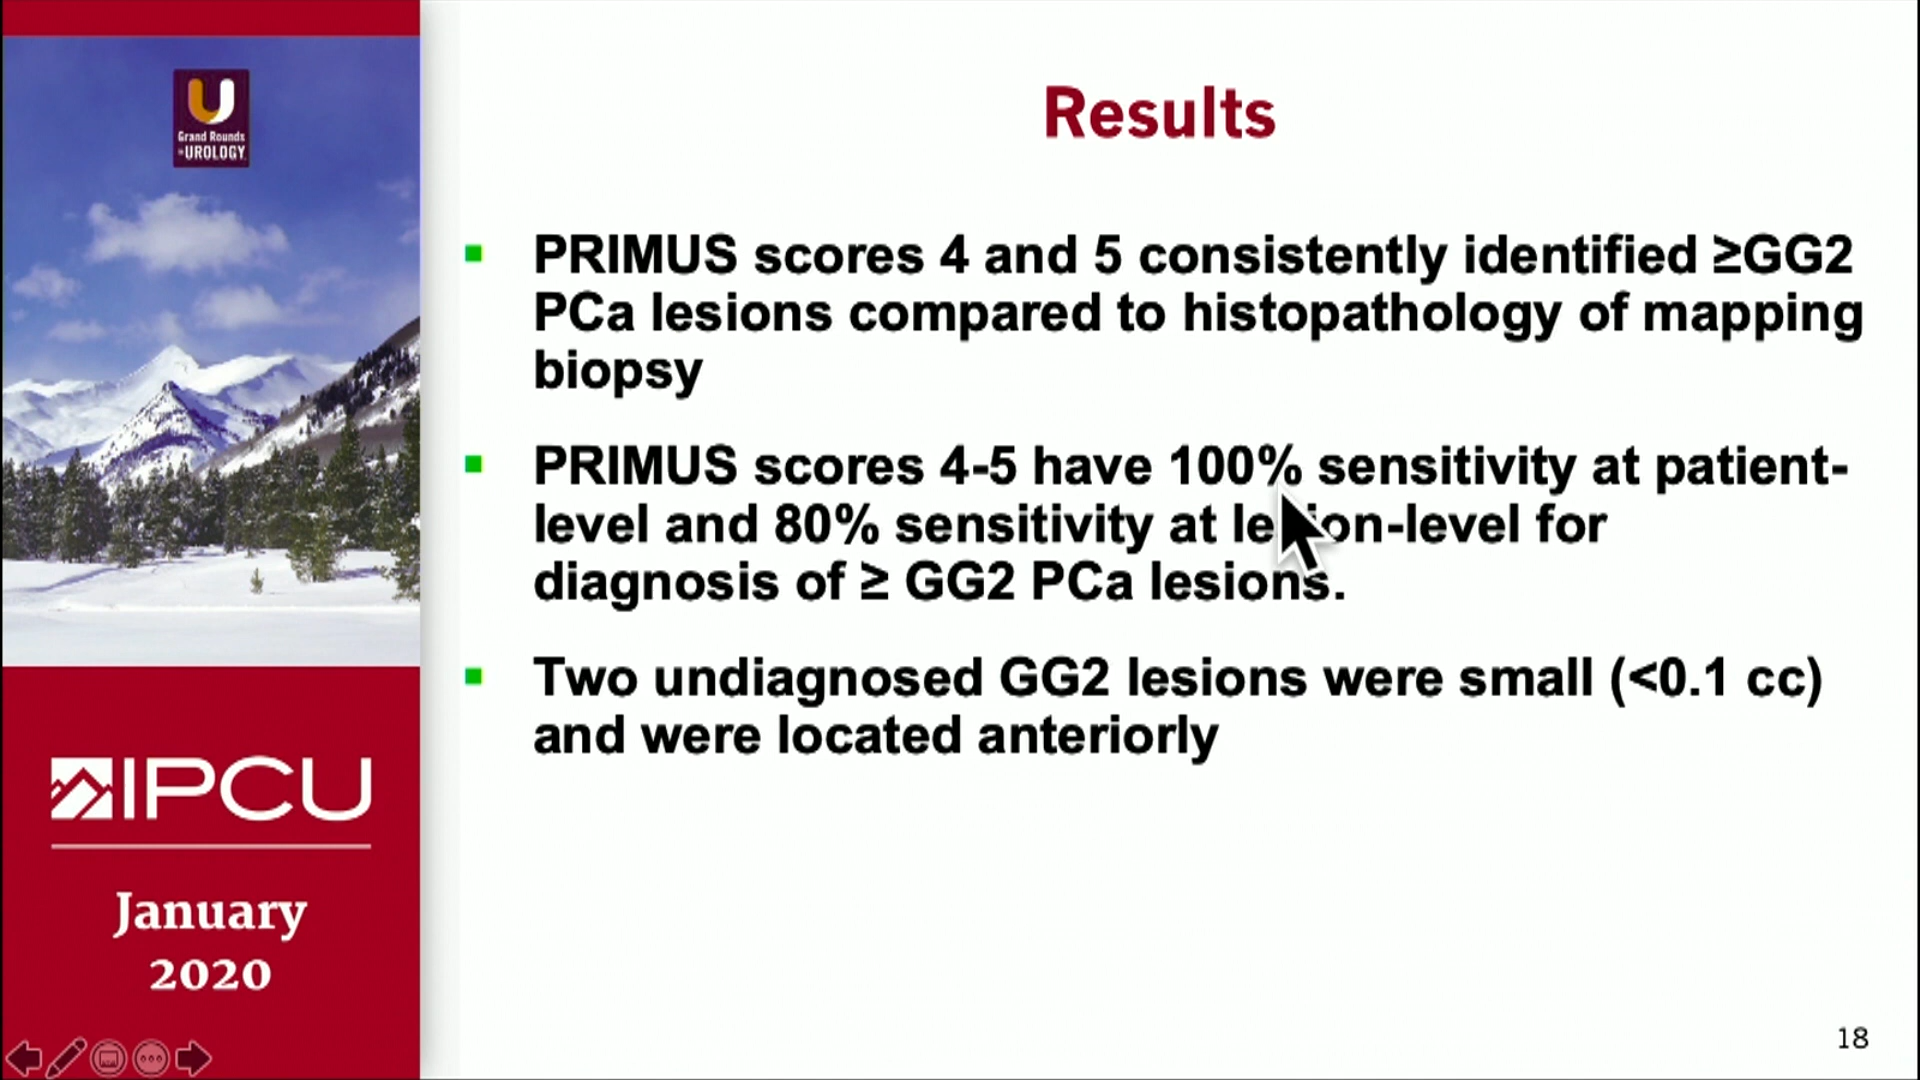 Grand Rounds
in UROLOGY
Results
PRIMUS scores 4 and 5 consistently identified ≥GG2
PCa lesions compared to histopathology of mapping
biopsy
PRIMUS scores 4-5 have 100% sensitivity at patient-
level and 80% sensitivity at lesion-level for
diagnosis of ≥ GG2 PCa lesions.
Two undiagnosed GG2 lesions were small (<0.1 cc)
and were located anteriorly
IPCU
January
2020
18